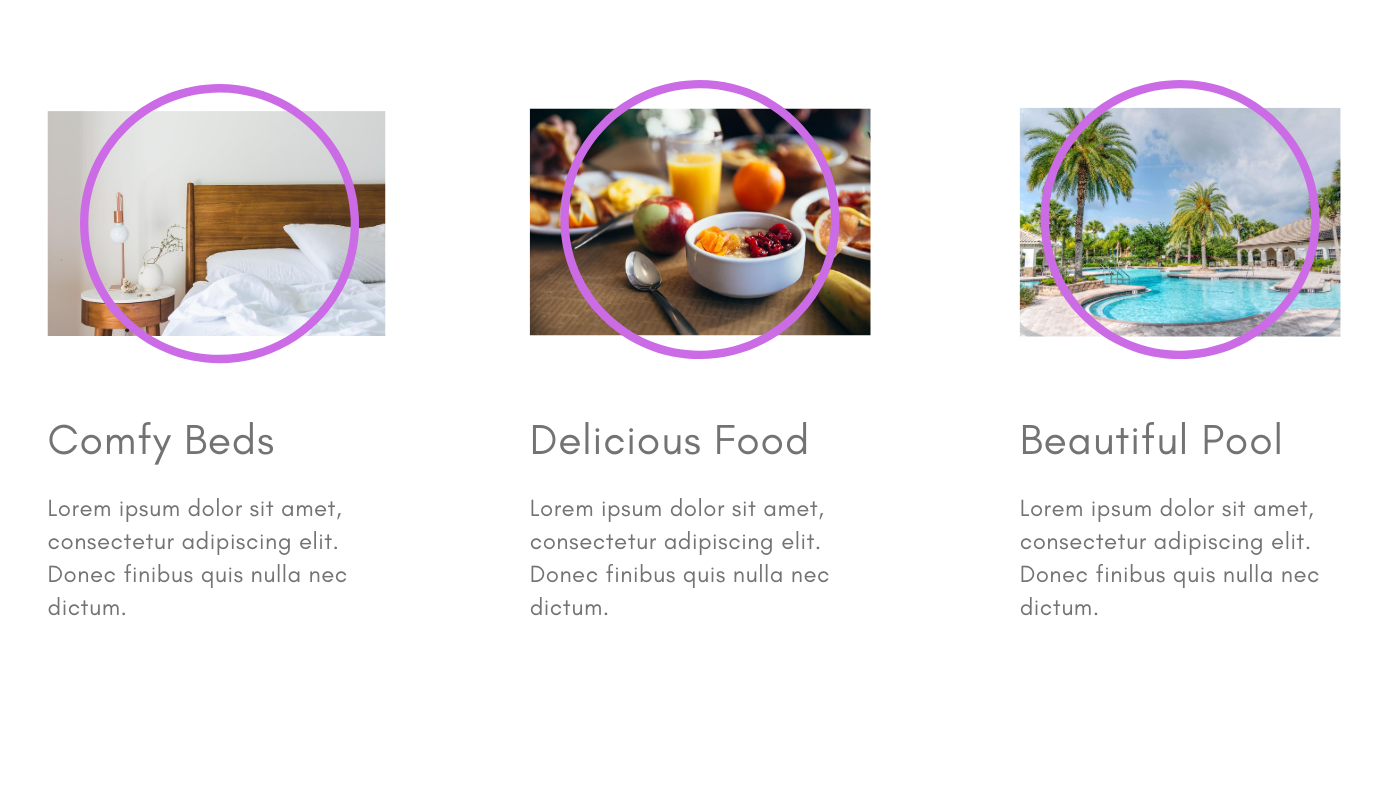 Comfy Beds
Lorem ipsum dolor sit amet,
consectetur adipiscing elit.
Donec finibus quis nulla nec
dictum.
Delicious Food
Lorem ipsum dolor sit amet,
consectetur adipiscing elit.
Donec finibus quis nulla nec
dictum.
Beautiful Pool
Lorem ipsum dolor sit amet,
consectetur adipiscing elit.
Donec finibus quis nulla nec
dictum.